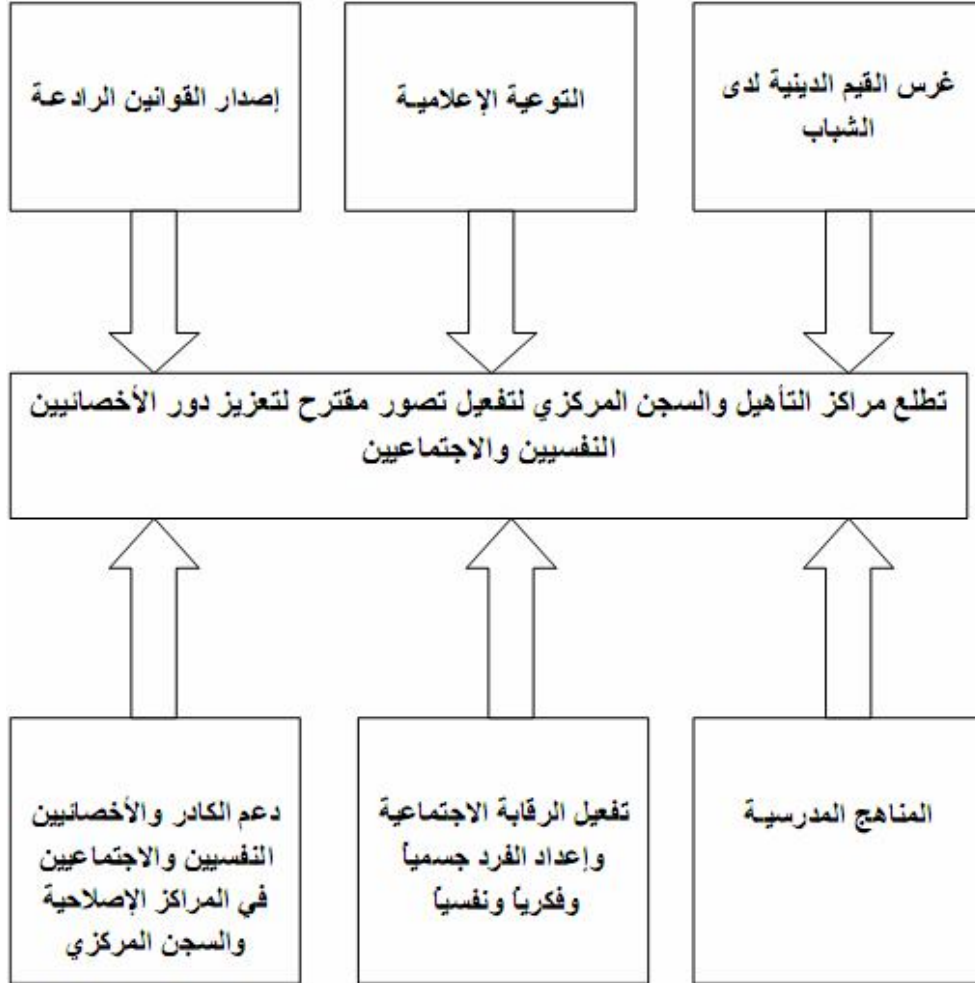 غرس القيم الدينية لدى
الشباب
التوعية الإعلامية
إصدار القوانين الرادعة
تطلع مراكز التأهيل والسجن المركزي لتفعيل تصور مقترح لتعزيز دور الأخصائيين
النفسيين والاجتماعيين
المناهج المدرسية
تفعيل الرقابة الاجتماعية
وإعداد الفرد جسمياً
وفكرياً ونفسياً
دعم الكادر والأخصائيين
النفسيين والاجتماعيين
في المراكز الإصلاحية
والسجن المركزي